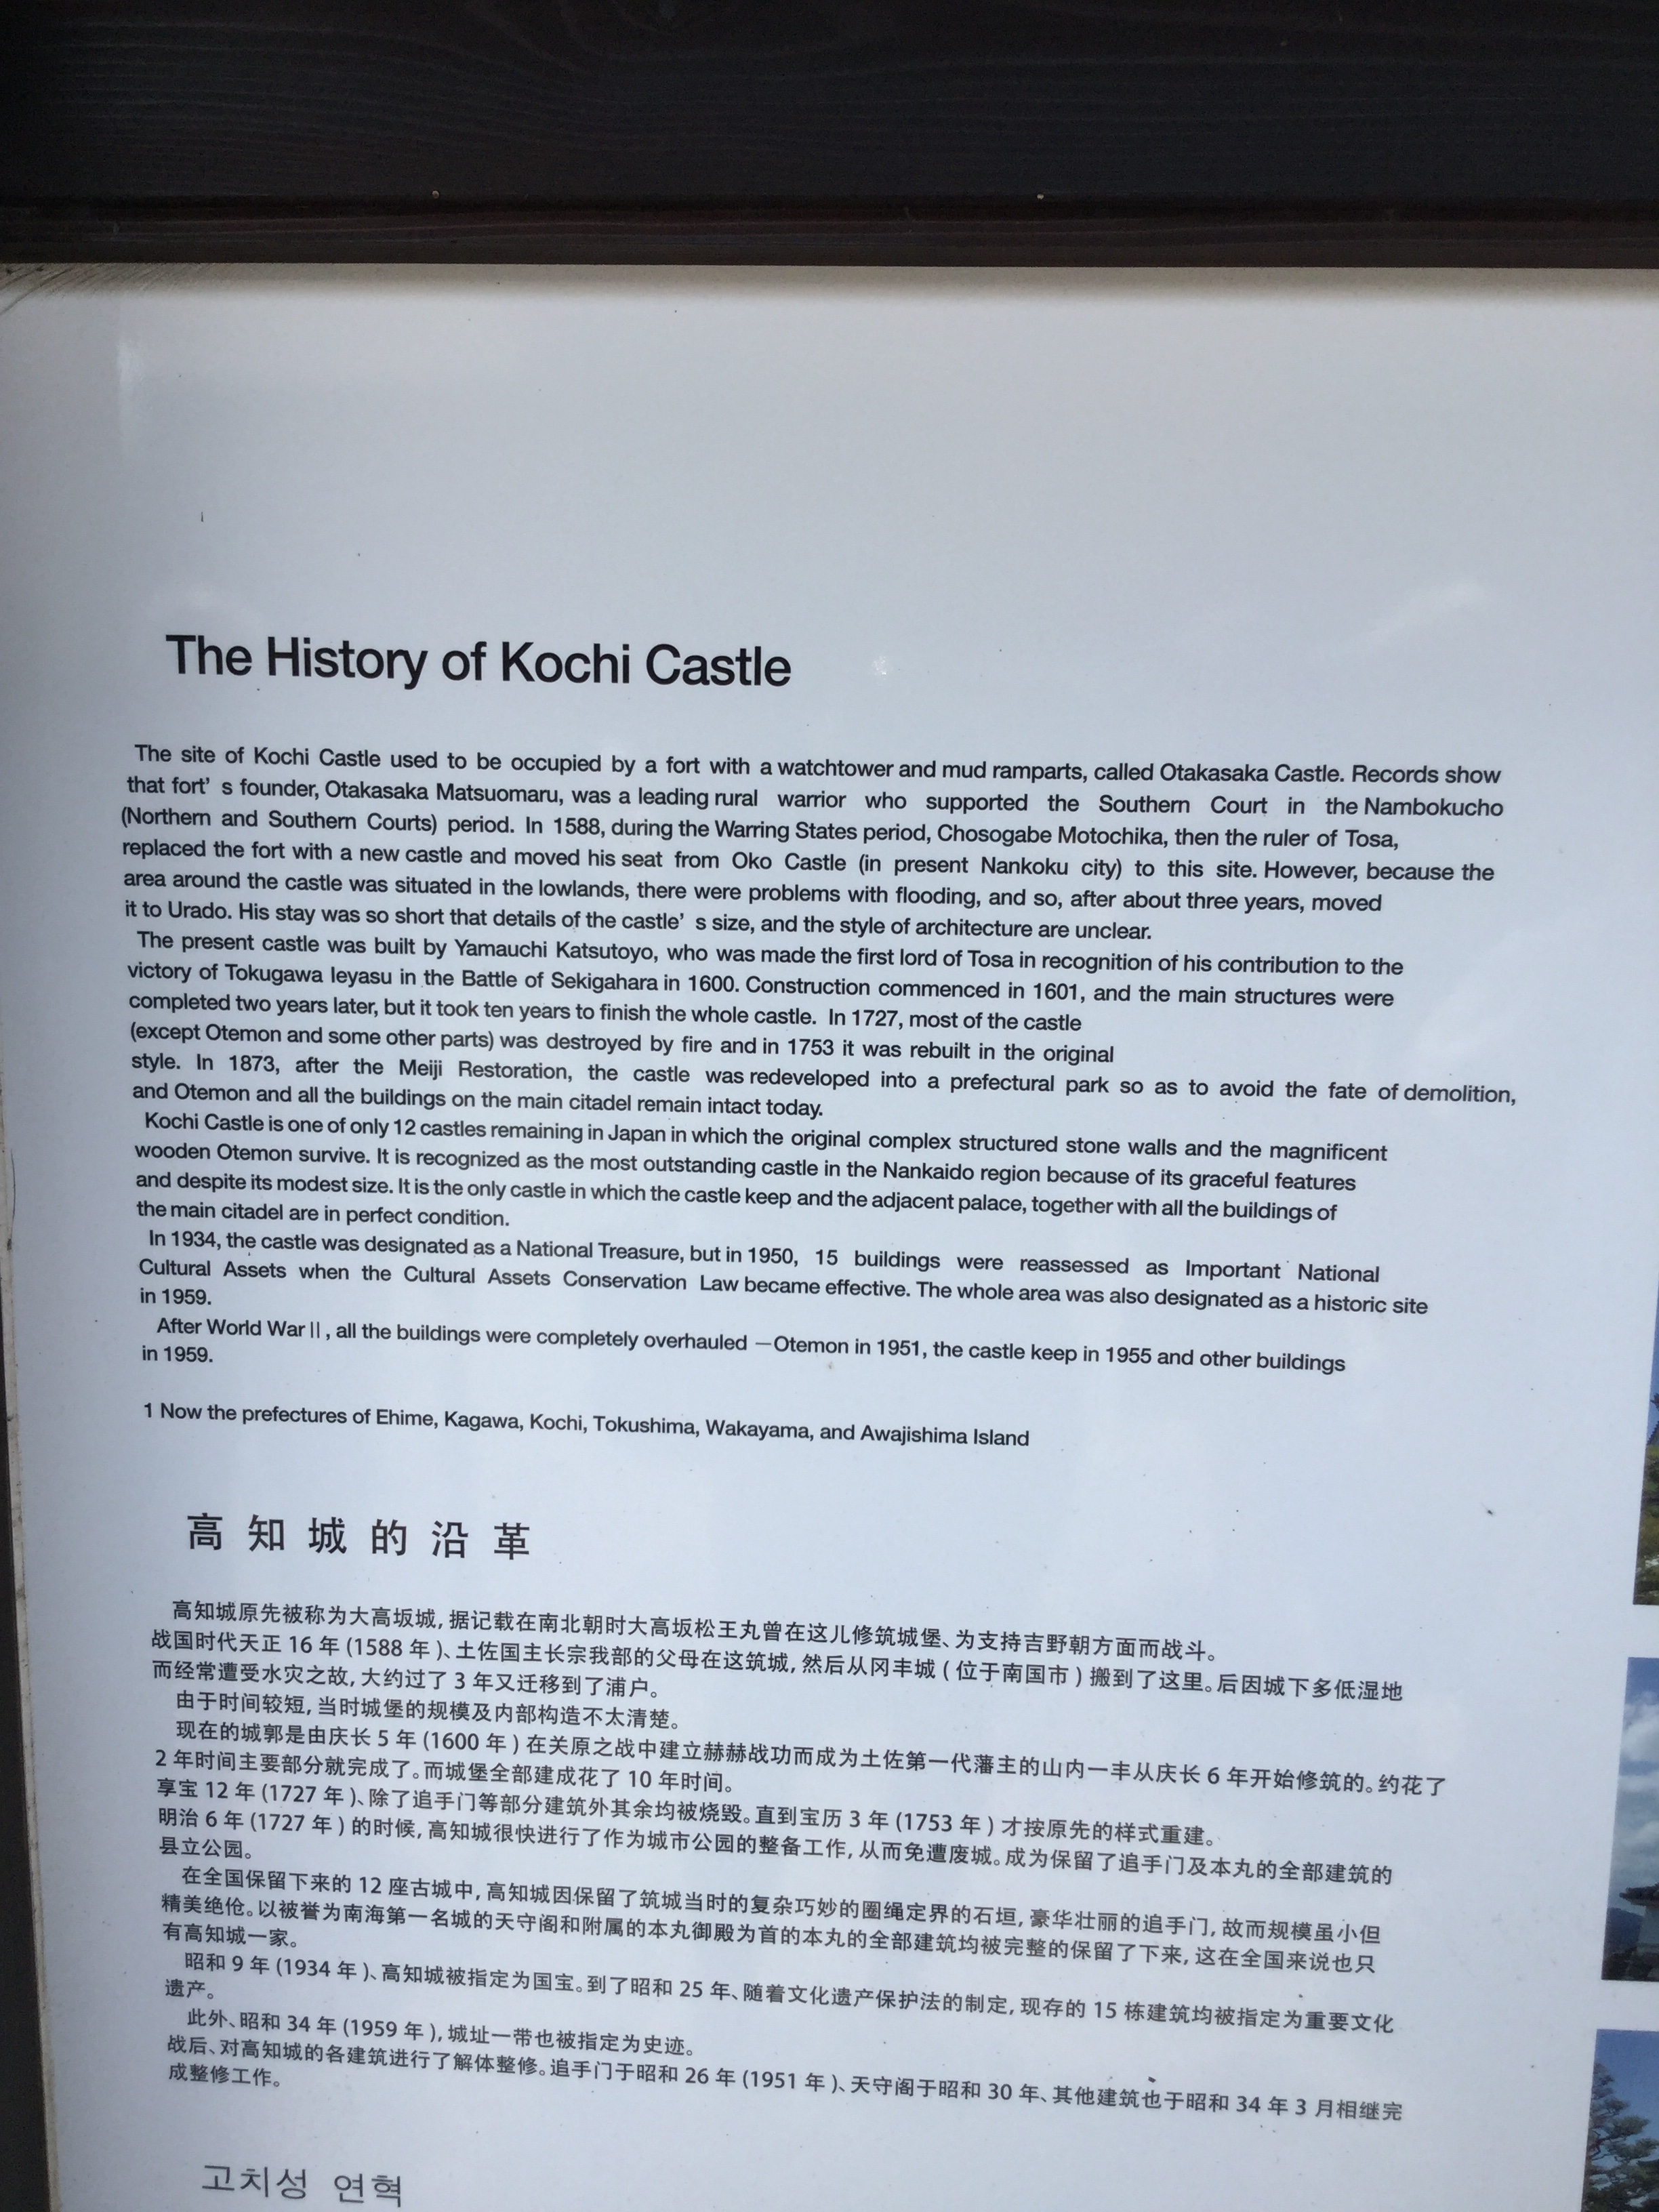 The History of Kochi Castle
The site of Kochi Castle used to be occupied by a fort with a watchtower and mud ramparts, called Otakasaka Castle. Records show
that fort’ s founder, Otakasaka Matsuomaru, was a leading rural warrior who supported the Southern Court in the Nambokucho
(Northern and Southern Courts) period. In 1588, during the Warring States period, Chosogabe Motochika, then the ruler of Tosa,
replaced the fort with a new castle and moved his seat from Oko Castle (in present Nankoku city) to this site. However, because the
area around the castle was situated in the lowlands, there were problems with flooding, and so, after about three years, moved
it to Urado. His stay was so short that details of the castle’ s size, and the style of architecture are unclear.
The present castle was built by Yamauchi Katsutoyo, who was made the first lord of Tosa in recognition of his contribution to the
victory of Tokugawa Ieyasu in the Battle of Sekigahara in 1600. Construction commenced in 1601, and the main structures were
completed two years later, but it took ten years to finish the whole castle. In 1727, most of the castle
(except Otemon and some other parts) was destroyed by fire and in 1753 it was rebuilt in the original
style. In 1873, after the Meiji Restoration, the castle was redeveloped into a prefectural park so as to avoid the fate of demolition,
and Otemon and all the buildings on the main citadel remain intact today.
Kochi Castle is one of only 12 castles remaining in Japan in which the original complex structured stone walls and the magnificent
wooden Otemon survive. It is recognized as the most outstanding castle in the Nankaido region because of its graceful features
and despite its modest size. It is the only castle in which the castle keep and the adjacent palace, together with all the buildings of
the main citadel are in perfect condition.
In 1934, the castle was designated as a National Treasure, but in 1950, 15 buildings were reassessed as Important National
Cultural Assets when the Cultural Assets Conservation Law became effective. The whole area was also designated as a historic site
in 1959.
After World War II , all the buildings were completely overhauled —Otemon in 1951, the castle keep in 1955 and other buildings
in 1959.
1 Now the prefectures of Ehime, Kagawa, Kochi, Tokushima, Wakayama, and Awajishima Island
高知城的沿革
高知城原先被称为大高坂城, 据记载在南北朝时大高坂松王丸曾在这儿修筑城堡、为支持吉野朝方面而战斗。
战国时代天正 16 年 (1588 年 )、土佐国主长宗我部的父母在这筑城, 然后从冈丰城 ( 位于南国市 ) 搬到了这里。后因城下多低湿地
而经常遭受水灾之故, 大约过了 3 年又迁移到了浦户。
由于时间较短, 当时城堡的规模及内部构造不太清楚。
现在的城郭是由庆长 5 年 (1600 年 ) 在关原之战中建立赫赫战功而成为土佐第一代藩主的山内一丰从庆长 6 年开始修筑的。约花了
2 年时间主要部分就完成了。而城堡全部建成花了 10 年时间。
享宝 12 年 (1727 年 )、除了追手门等部分建筑外其余均被烧毁。直到宝历 3 年 (1753 年 ) 才按原先的样式重建。
明治 6 年 (1727 年 ) 的时候, 高知城很快进行了作为城市公园的整备工作, 从而免遭废城。成为保留了追手门及本丸的全部建筑的
县立公园。
在全国保留下来的 12 座古城中, 高知城因保留了筑城当时的复杂巧妙的圈绳定界的石垣, 豪华壮丽的追手门, 故而规模虽小但
精美绝伦。以被誉为南海第一名城的天守阁和附属的本丸御殿为首的本丸的全部建筑均被完整的保留了下来, 这在全国来说也只
有高知城一家。
昭和 9 年 (1934 年 )、高知城被指定为国宝。到了昭和 25 年、随着文化遗产保护法的制定, 现存的 15 栋建筑均被指定为重要文化
遗产。
此外、昭和 34 年 (1959 年 ), 城址一带也被指定为史迹。
战后、对高知城的各建筑进行了解体整修。追手门于昭和 26 年 (1951 年 )、天守阁于昭和 30 年、其他建筑也于昭和 34 年 3 月相继完
成整修工作。
고치성 연혁